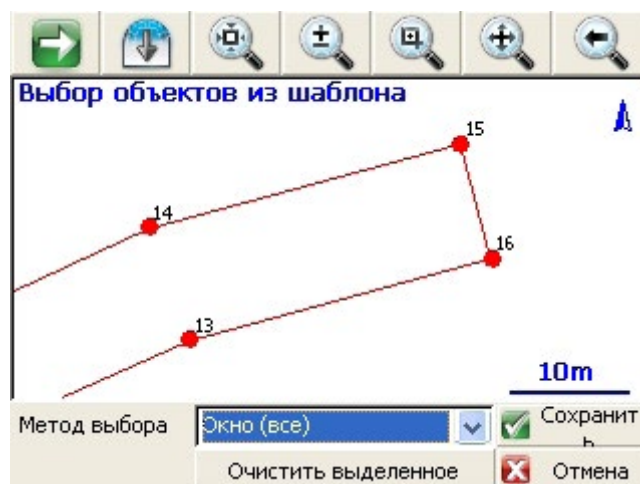 Выбор объектов из шаблона
15
14
16
13
10m
Метод выбора
Окно (все)
Сохранит
ь
Очистить выделенное
Отмена